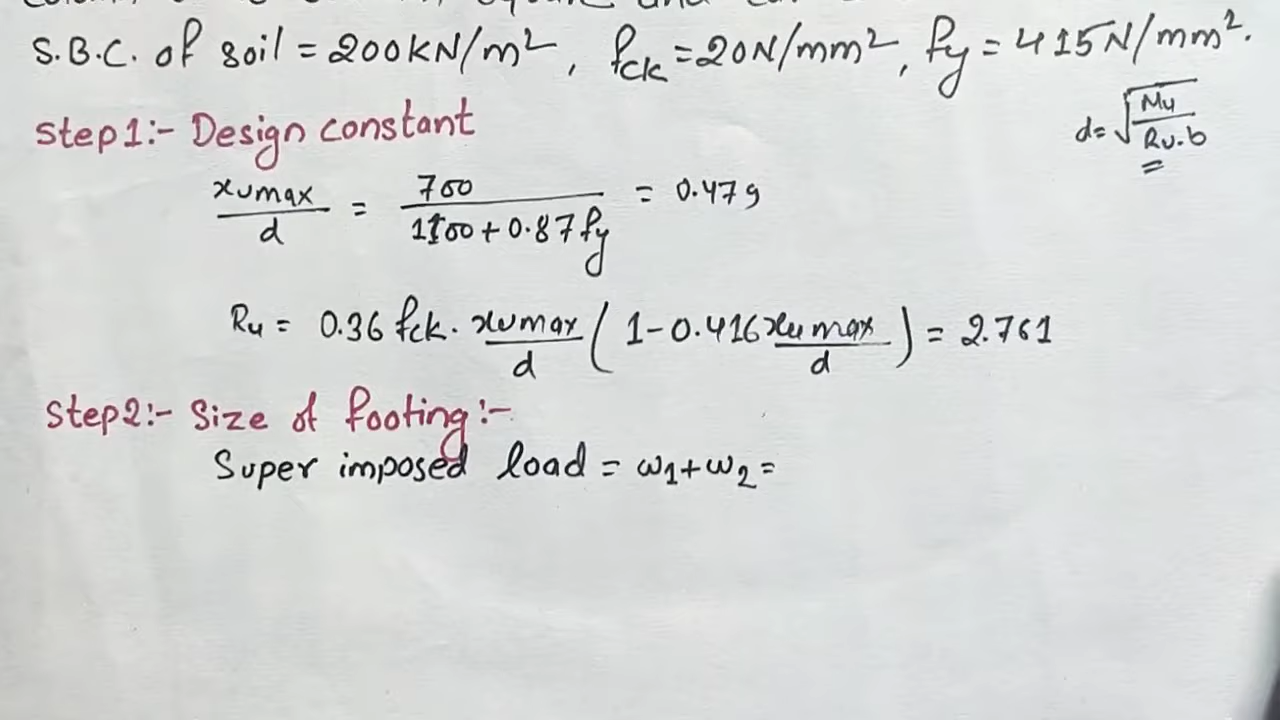 S.B.C. of soil = 200kN/m², fck = 20N/mm², fy = 415N/mm².
d = √(Mu / Ru.b)
Step1:- Design constant
xumax/d = 700 / (1100 + 0.87fy) = 0.479
Ru = 0.36 fck. xumax/d (1 - 0.416 xumax/d) = 2.761
Step2:- Size of footing:-
Super imposed load = ω1+ω2 =